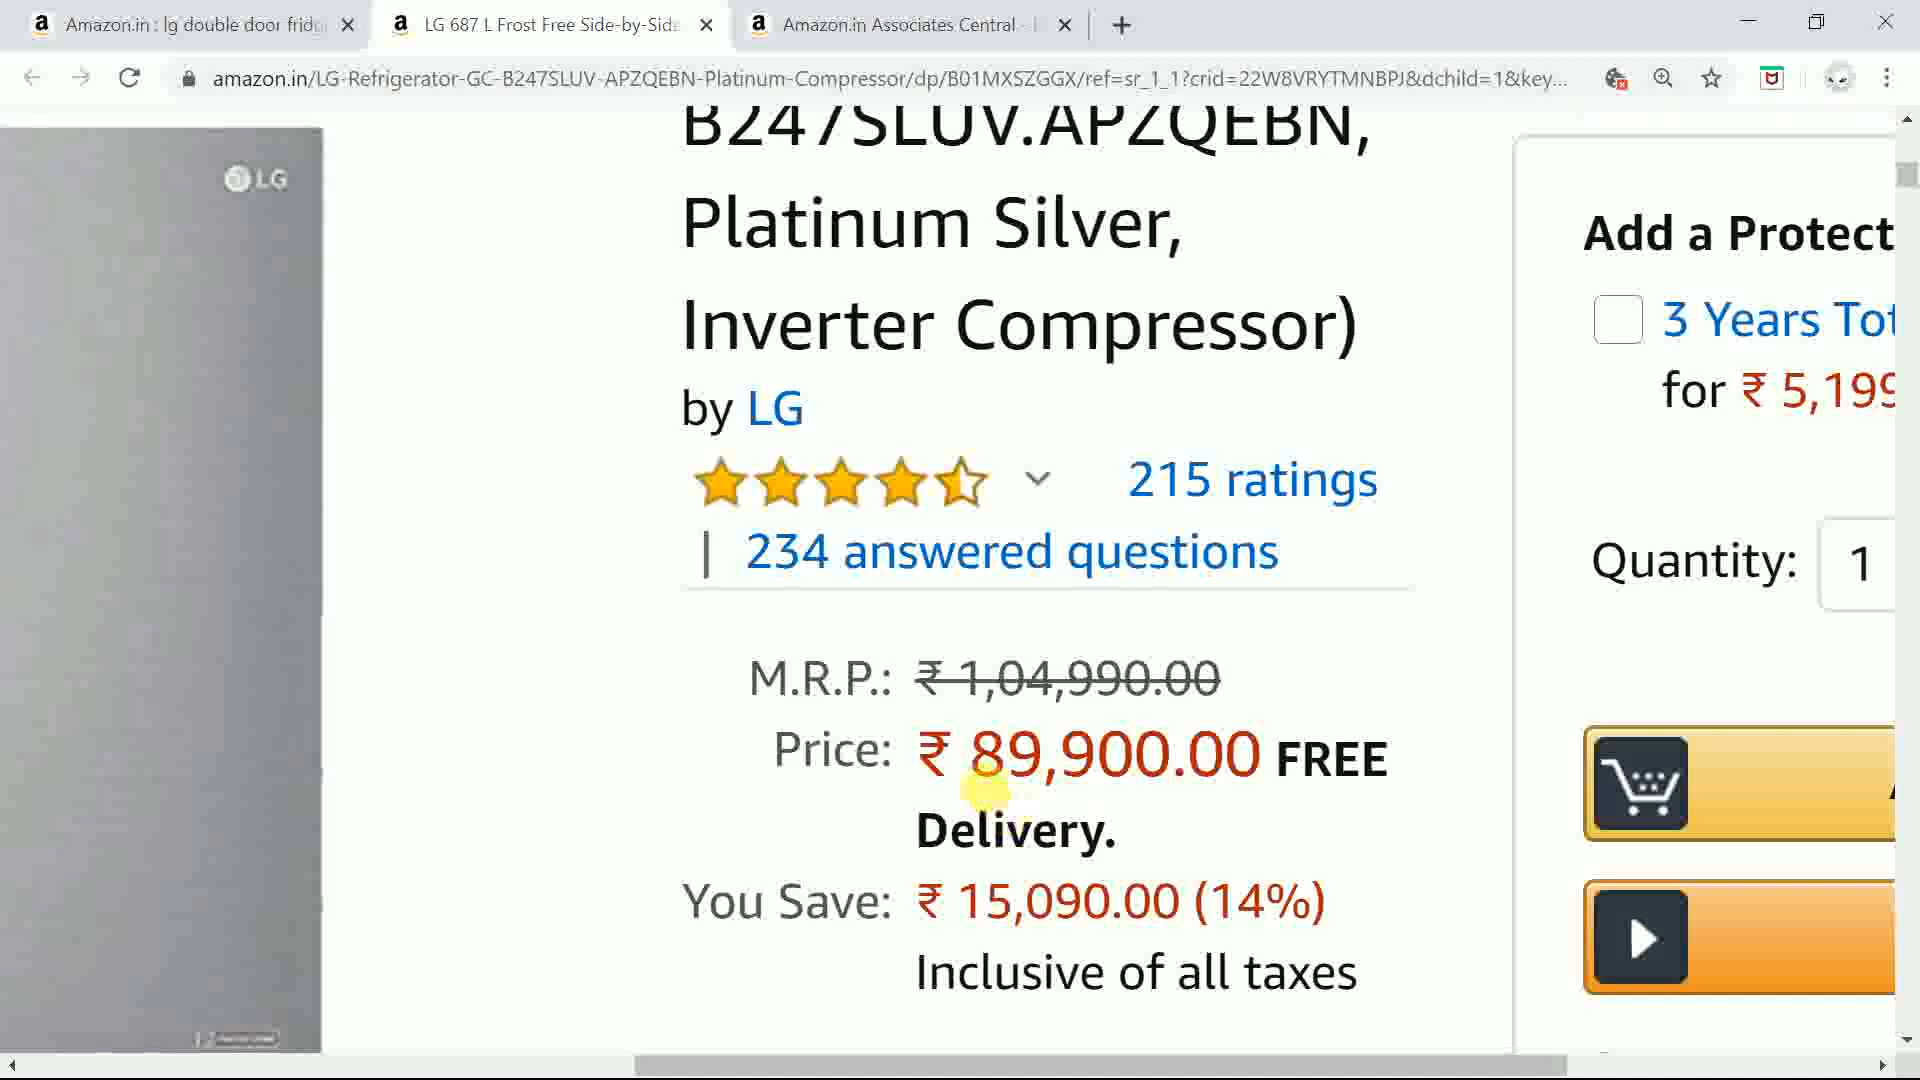 Amazon.in : lg double door frid
LG 687 L Frost Free Side-by-Side
Amazon.in Associates Central -
amazon.in/LG-Refrigerator-GC-B247SLUV-APZQEBN-Platinum-Compressor/dp/B01MXSZGGX/ref=sr_1_1?crid=22W8VRYTMNBPJ&dchild=1&key...
B247SLUV.APZQEBN,
Platinum Silver,
Inverter Compressor)
by LG
215 ratings
| 234 answered questions
M.R.P.: ₹ 1,04,990.00
Price: ₹ 89,900.00 FREE
Delivery.
You Save: ₹ 15,090.00 (14%)
Inclusive of all taxes
LG
Add a Protect
3 Years Tot
for ₹ 5,199
Quantity: 1